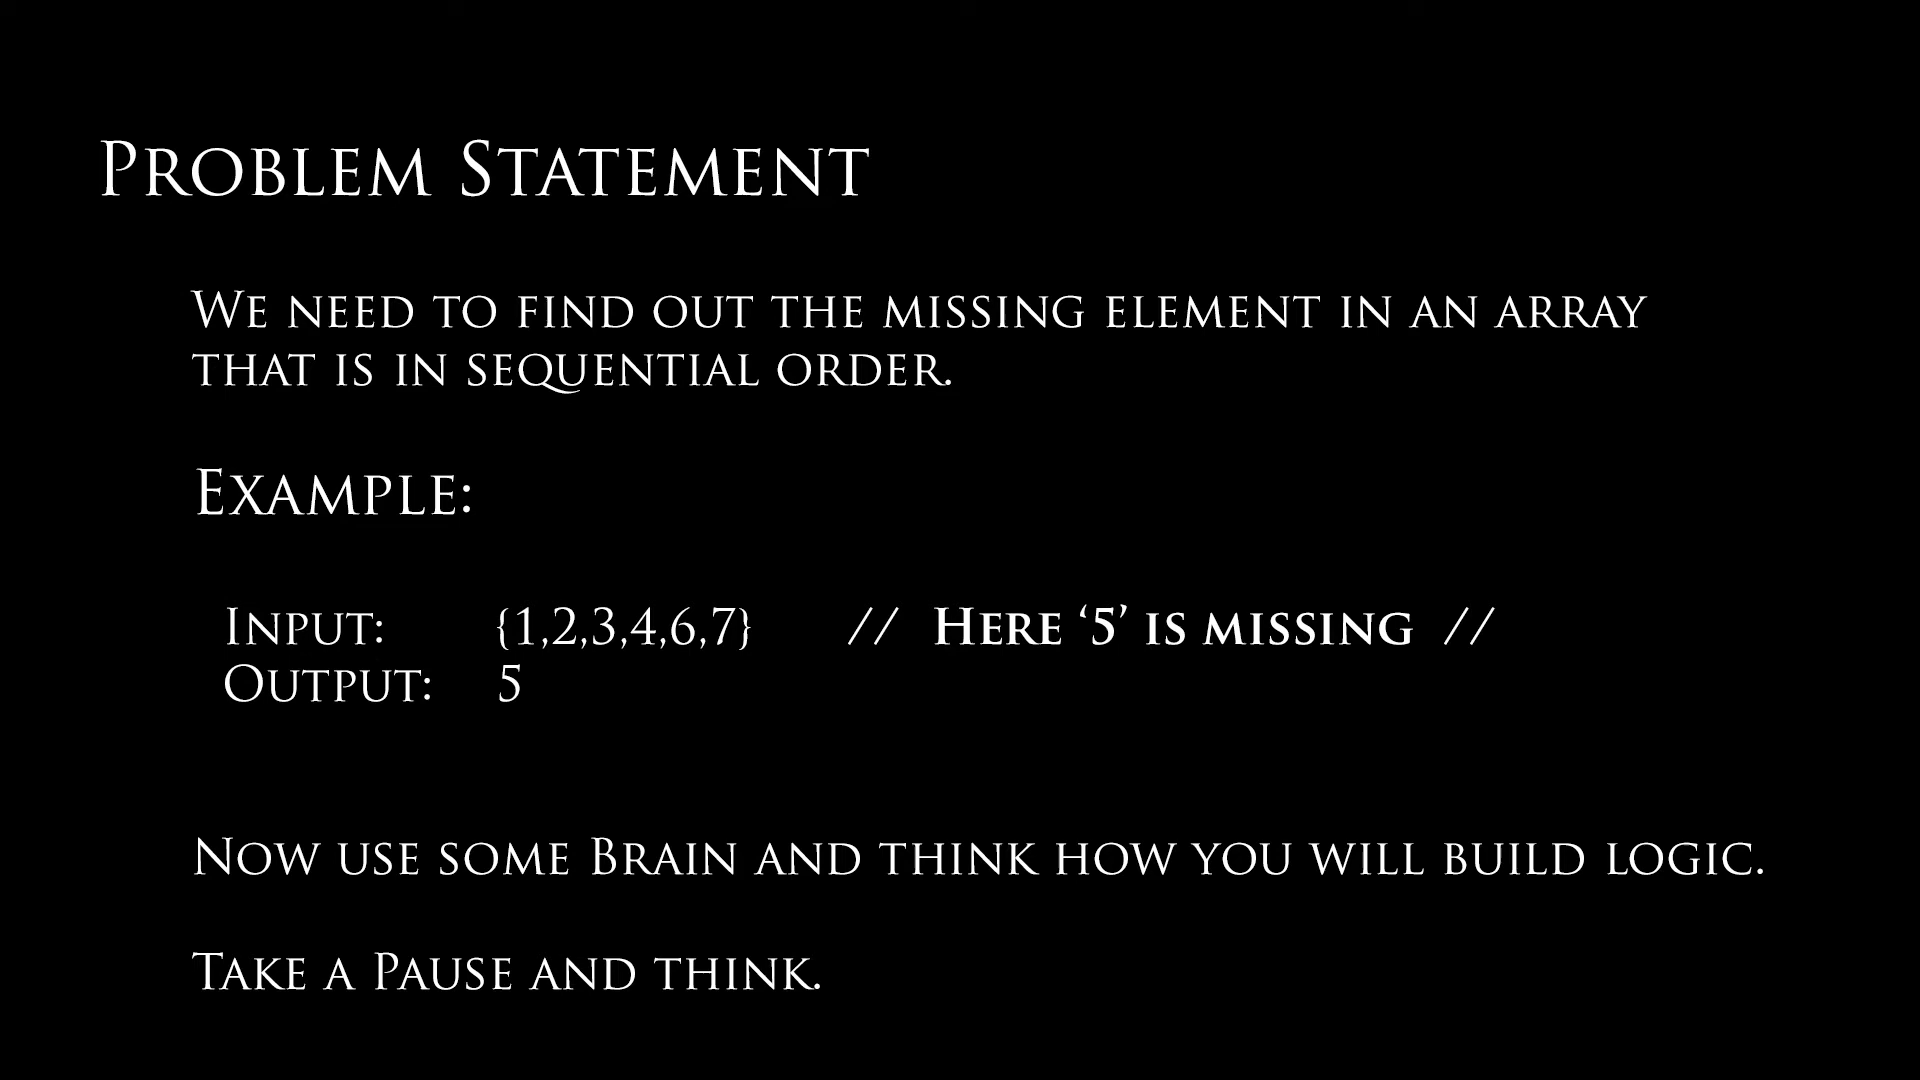 Problem Statement
We need to find out the missing element in an array
that is in sequential order.
Example:
Input: {1,2,3,4,6,7} // Here ‘5’ is missing //
Output: 5
Now use some Brain and think how you will build logic.
Take a Pause and think.